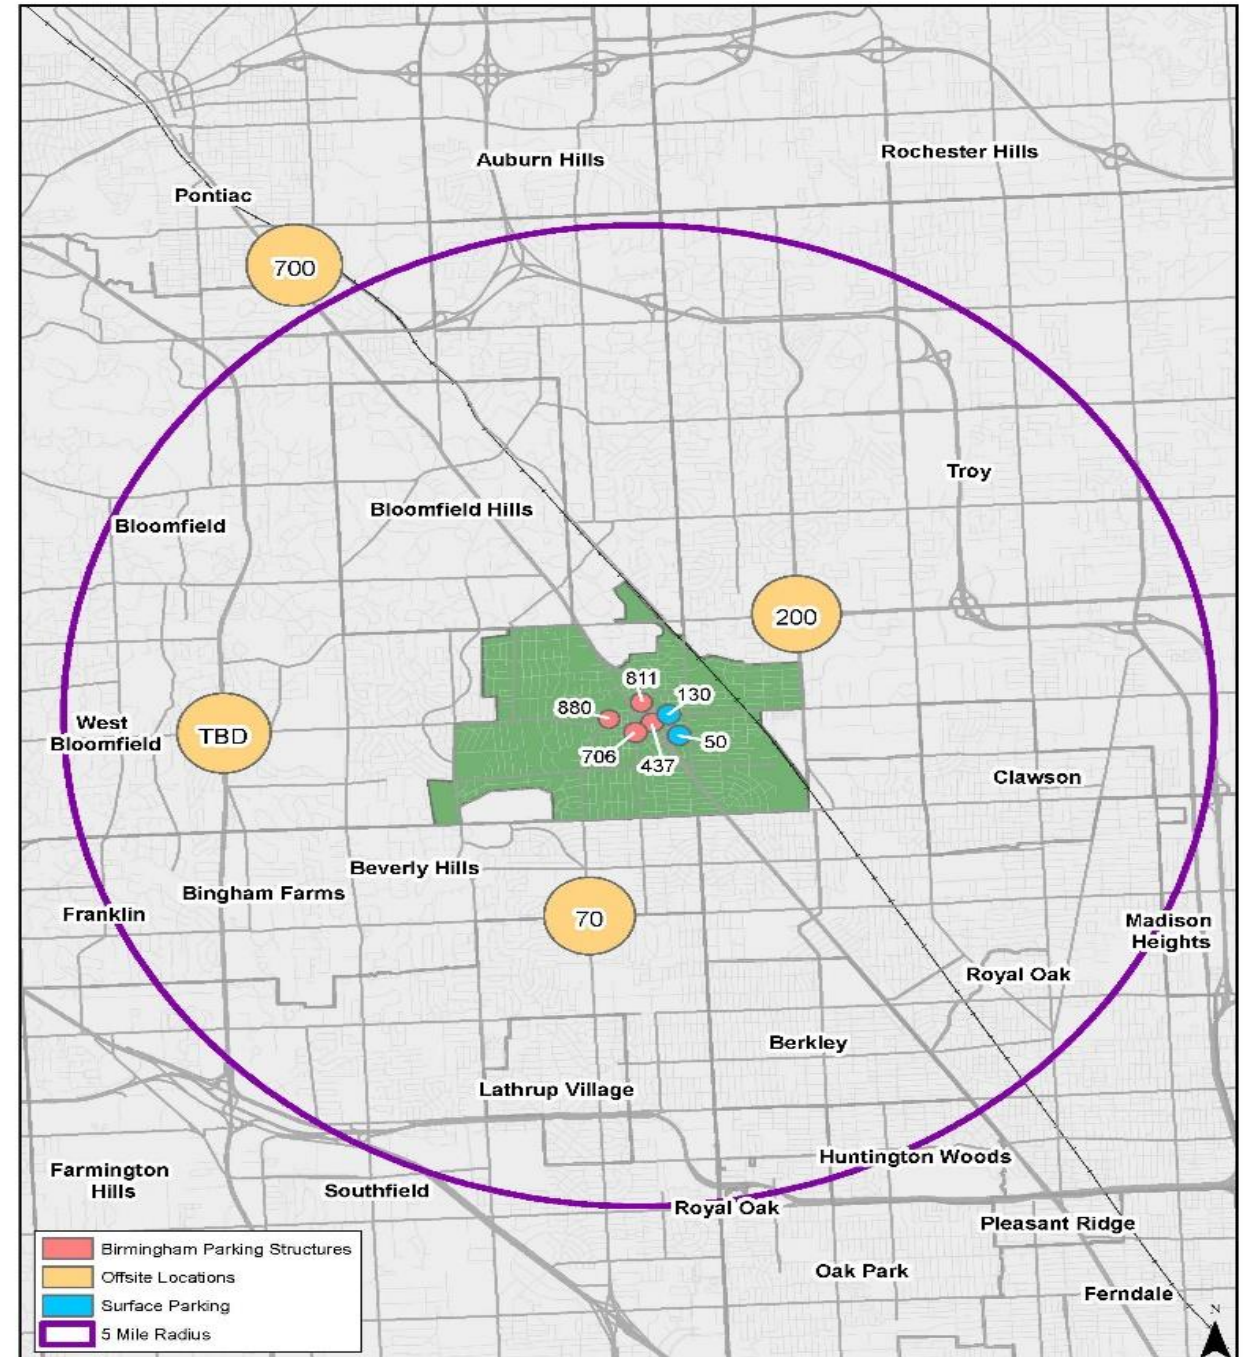 Auburn Hills
Rochester Hills
Pontiac
700
Troy
Bloomfield Hills
Bloomfield
200
811
130
880
West
Bloomfield
TBD
50
706
437
Clawson
Beverly Hills
Bingham Farms
Franklin
70
Madison
Heights
Royal Oak
Berkley
Lathrup Village
Huntington Woods
Farmington
Hills
Southfield
Royal Oak
Pleasant Ridge
Oak Park
Ferndale
Birmingham Parking Structures
Offsite Locations
Surface Parking
5 Mile Radius
N